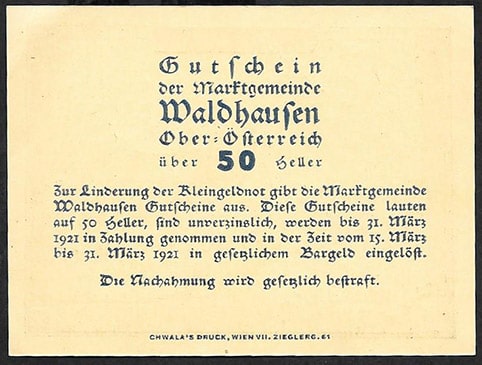 Gutschein
der Marktgemeinde
Waldhausen
Ober-Österreich
über 50 Heller
Zur Linderung der Kleingeldnot gibt die Marktgemeinde
Waldhausen Gutscheine aus. Diese Gutscheine lauten
auf 50 Heller, sind unverzinslich, werden bis 31. März
1921 in Zahlung genommen und in der Zeit vom 15. März
bis 31. März 1921 in gesetzlichem Bargeld eingelöst.
Die Nachahmung wird gesetzlich bestraft.
CHWALA'S DRUCK, WIEN VII. ZIEGLERG. 61